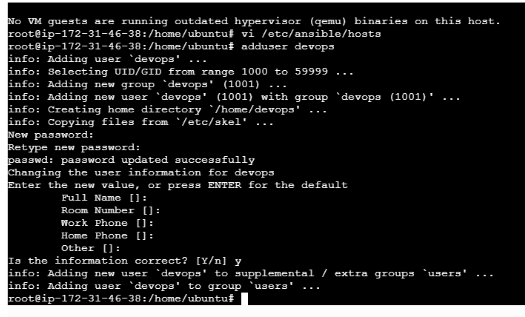 No VM guests are running outdated hypervisor (qemu) binaries on this host.
root@ip-172-31-46-38:/home/ubuntu# vi /etc/ansible/hosts
root@ip-172-31-46-38:/home/ubuntu# adduser devops
info: Adding user `devops' ...
info: Selecting UID/GID from range 1000 to 59999 ...
info: Adding new group `devops' (1001) ...
info: Adding new user `devops' (1001) with group `devops (1001)' ...
info: Creating home directory `/home/devops' ...
info: Copying files from `/etc/skel' ...
New password:
Retype new password:
passwd: password updated successfully
Changing the user information for devops
Enter the new value, or press ENTER for the default
Full Name []:
Room Number []:
Work Phone []:
Home Phone []:
Other []:
Is the information correct? [Y/n] y
info: Adding new user `devops' to supplemental / extra groups `users' ...
info: Adding user `devops' to group `users' ...
root@ip-172-31-46-38:/home/ubuntu#